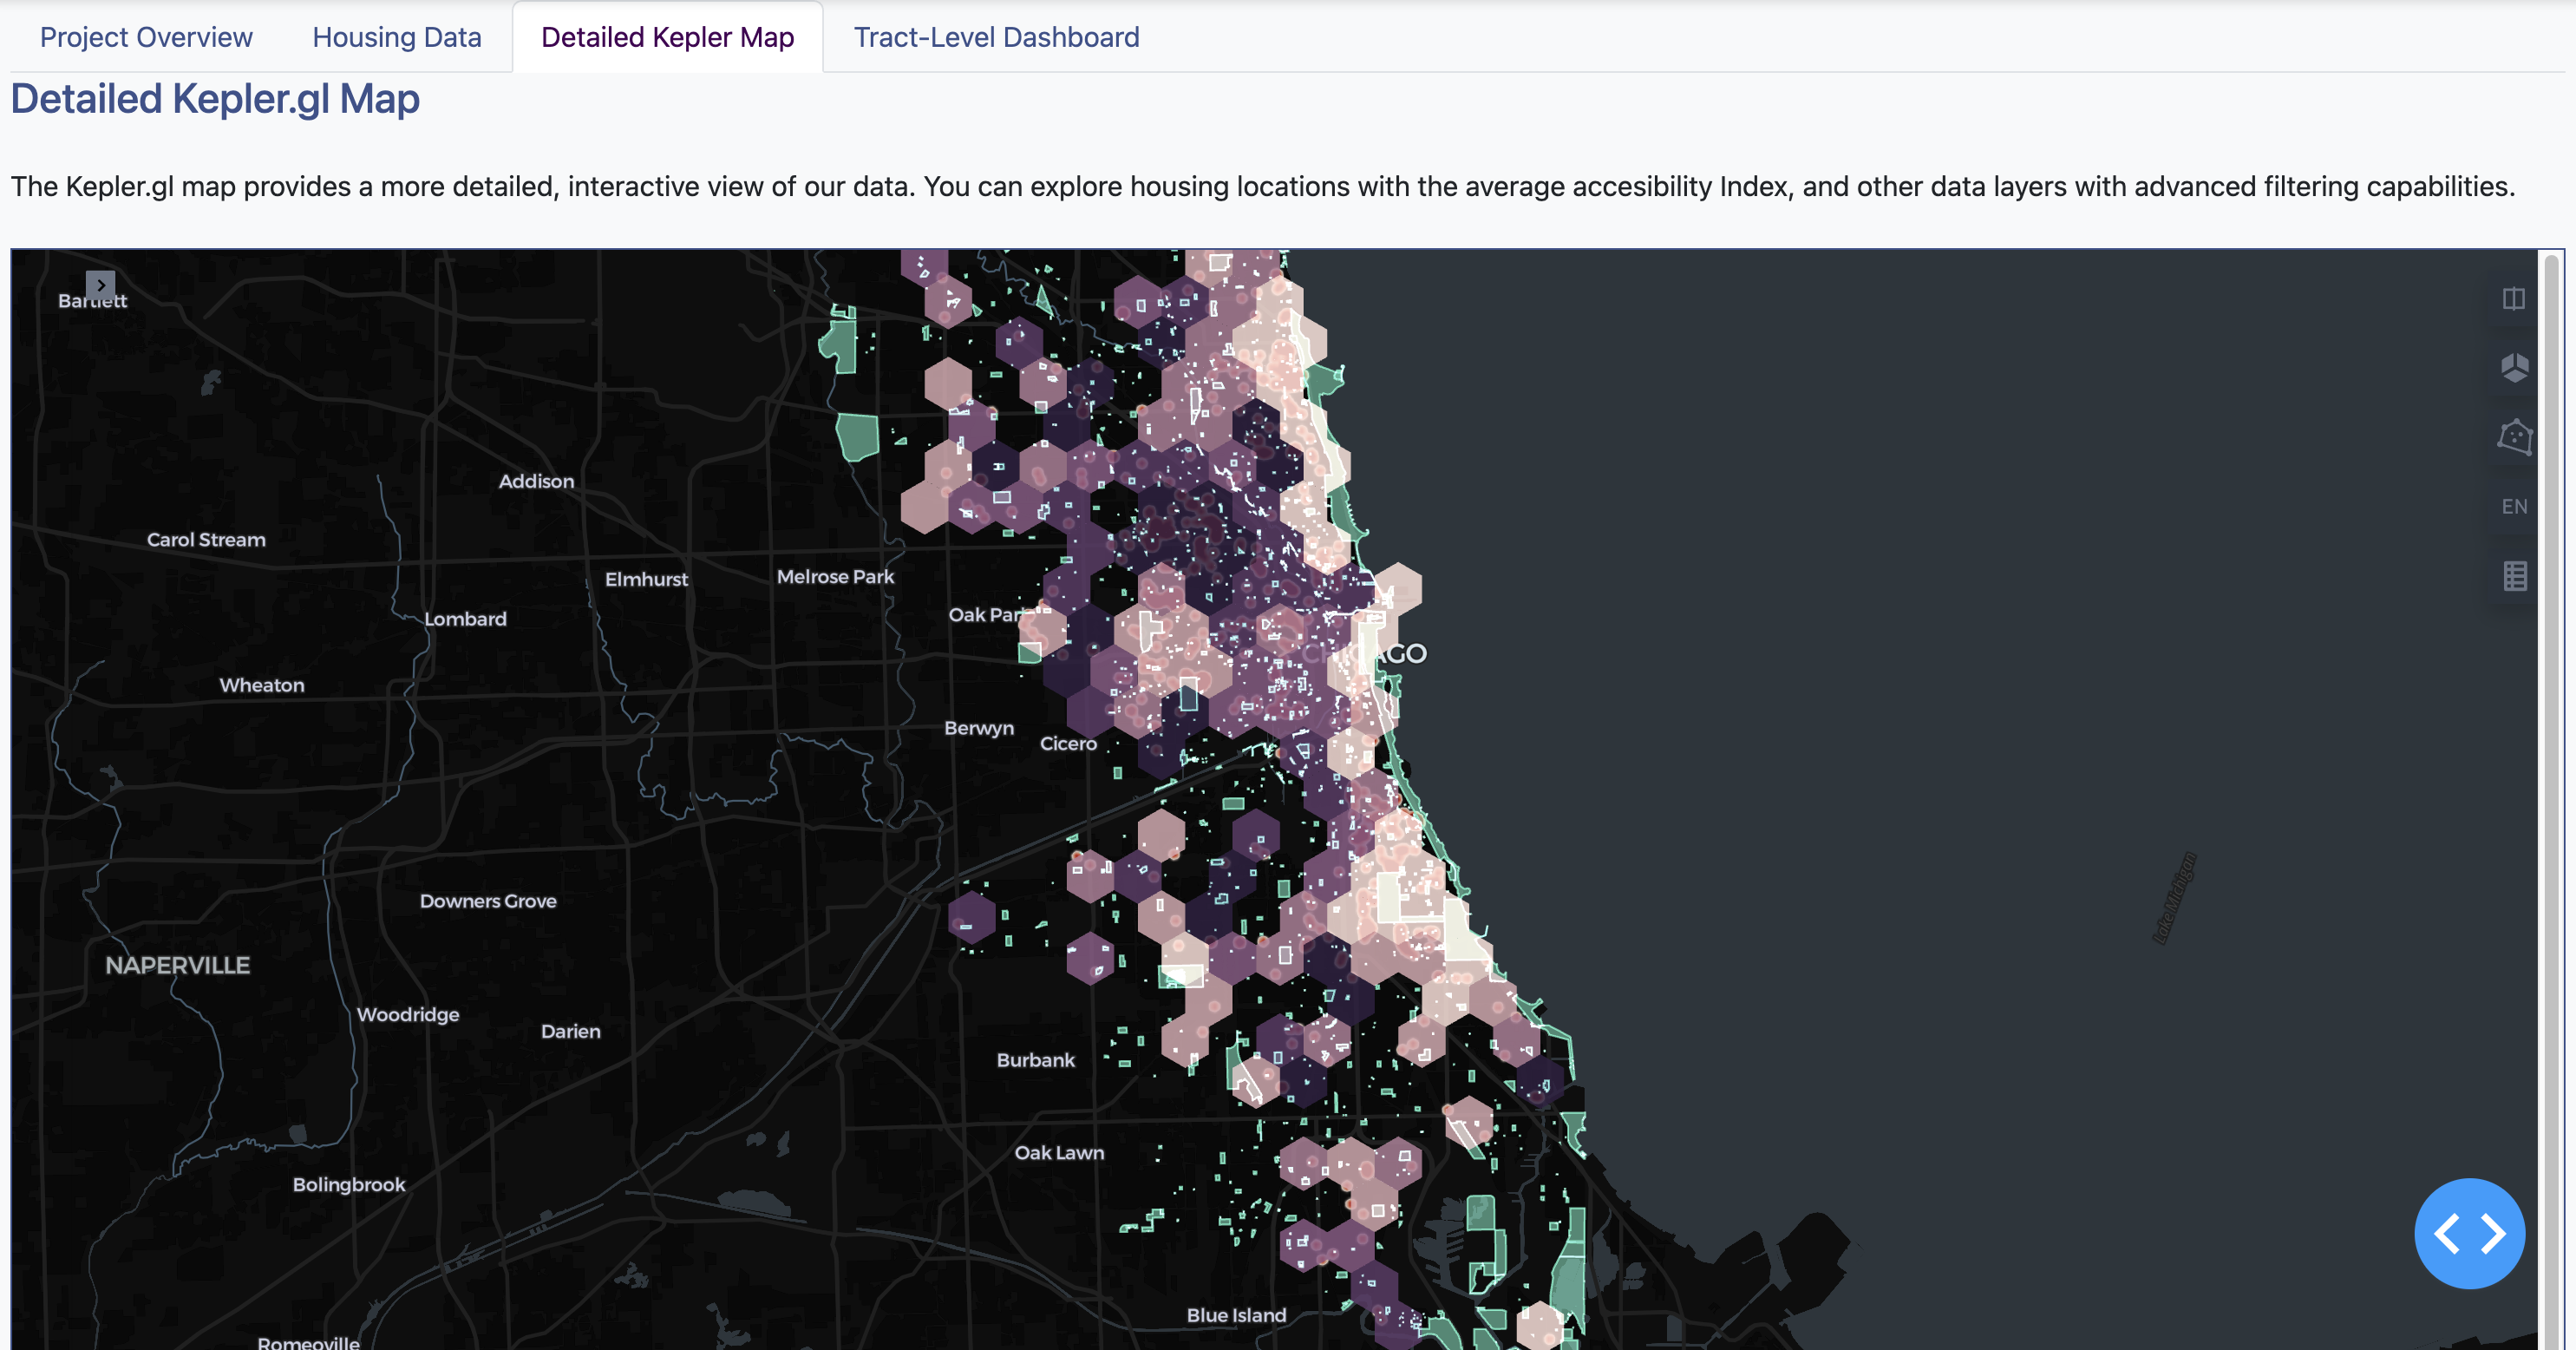 Project Overview
Housing Data
Detailed Kepler Map
Tract-Level Dashboard
Detailed Kepler.gl Map
The Kepler.gl map provides a more detailed, interactive view of our data. You can explore housing locations with the average accesibility Index, and other data layers with advanced filtering capabilities.
Bartlett
Addison
EN
Carol Stream
Elmhurst
Melrose Park
Lombard
Oak Par
CHICAGO
Wheaton
Berwyn
Cicero
Downers Grove
Lake Michigan
NAPERVILLE
Woodridge
Darien
Burbank
Oak Lawn
Bolingbrook
Blue Island
Romeoville